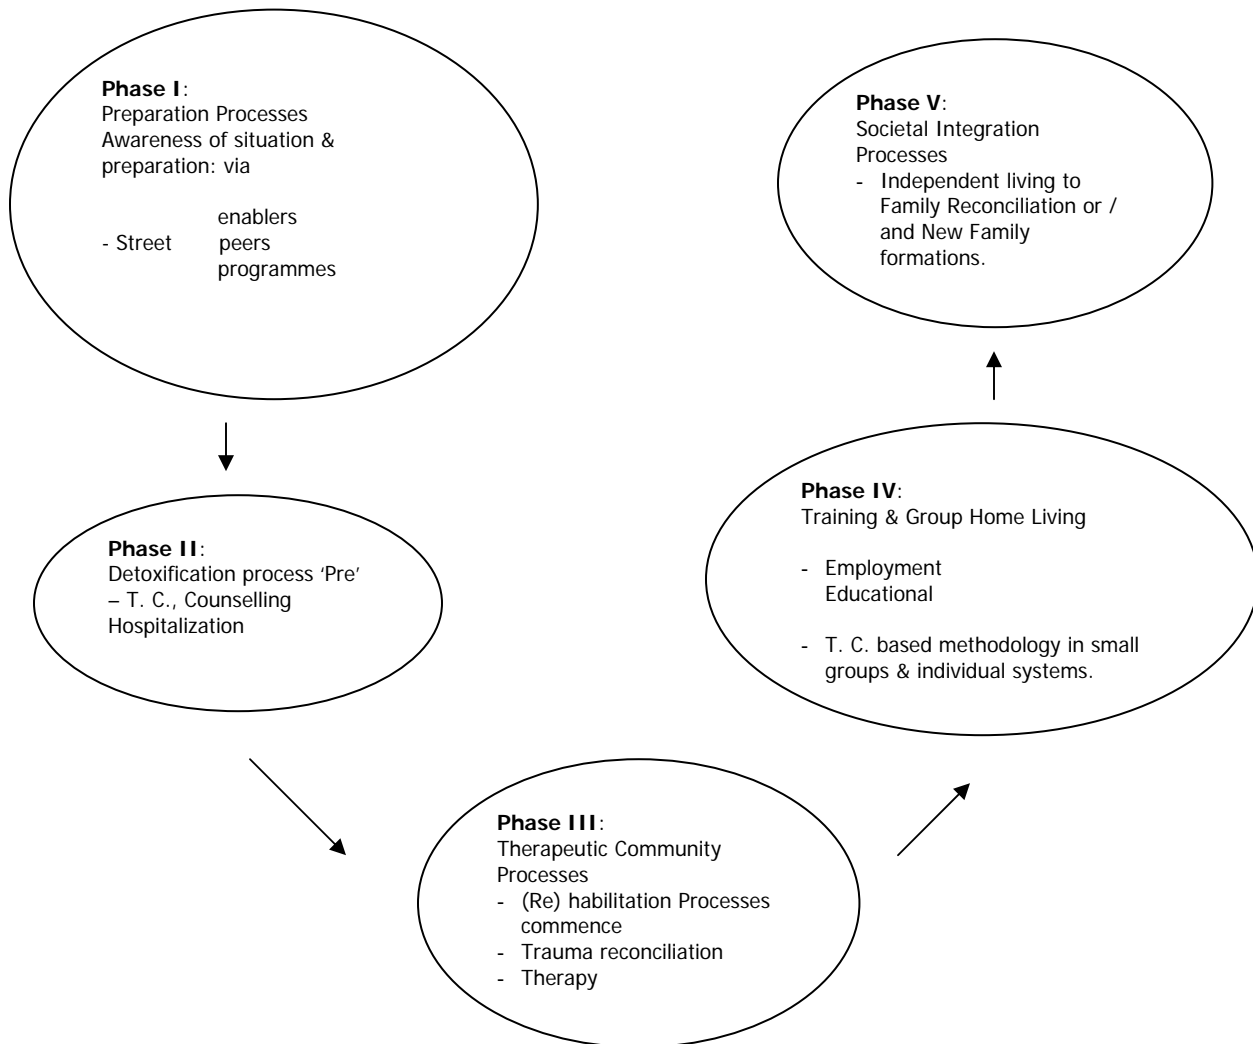 Phase I:
Preparation Processes
Awareness of situation &
preparation: via
enablers
- Street peers
programmes
Phase II:
Detoxification process ‘Pre’
– T. C., Counselling
Hospitalization
Phase III:
Therapeutic Community
Processes
- (Re) habilitation Processes
commence
- Trauma reconciliation
- Therapy
Phase IV:
Training & Group Home Living
- Employment
Educational
- T. C. based methodology in small
groups & individual systems.
Phase V:
Societal Integration
Processes
- Independent living to
Family Reconciliation or /
and New Family
formations.